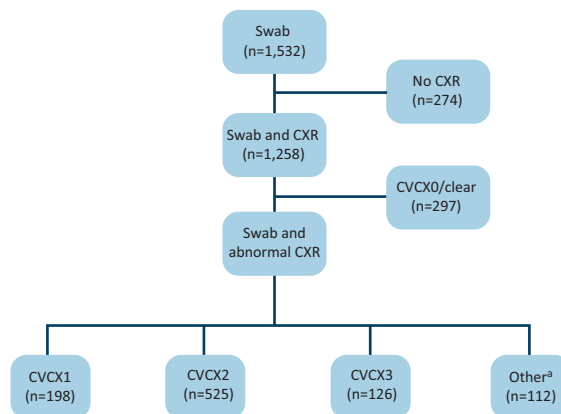 Swab
(n=1,532)
No CXR
(n=274)
Swab and CXR
(n=1,258)
CVCX0/clear
(n=297)
Swab and
abnormal CXR
CVCX1
(n=198)
CVCX2
(n=525)
CVCX3
(n=126)
Otherᵃ
(n=112)